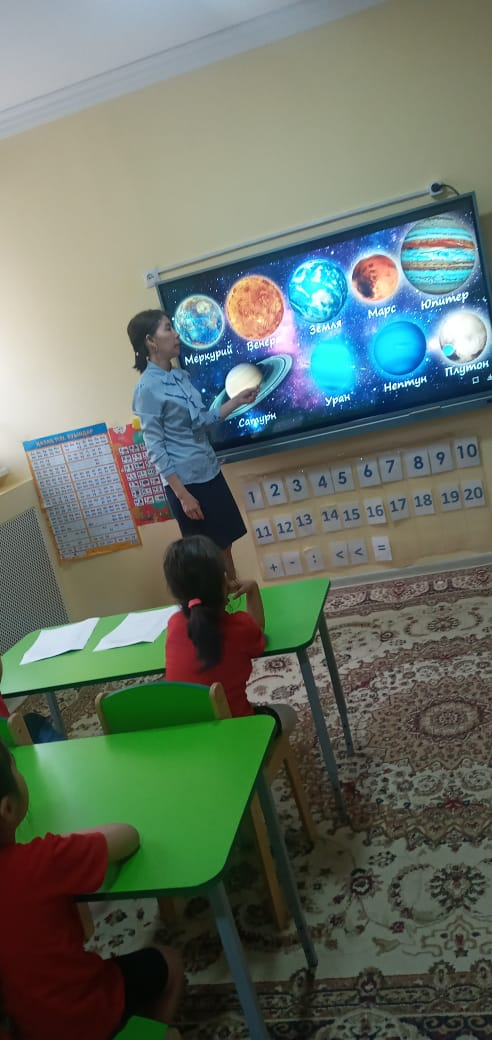 Меркурий Венера Земля Марс Юпитер
Сатурн Уран Нептун Плутон
1 2 3 4 5 6 7 8 9 10
11 12 13 14 15 16 17 18 19 20
+ - : < < =